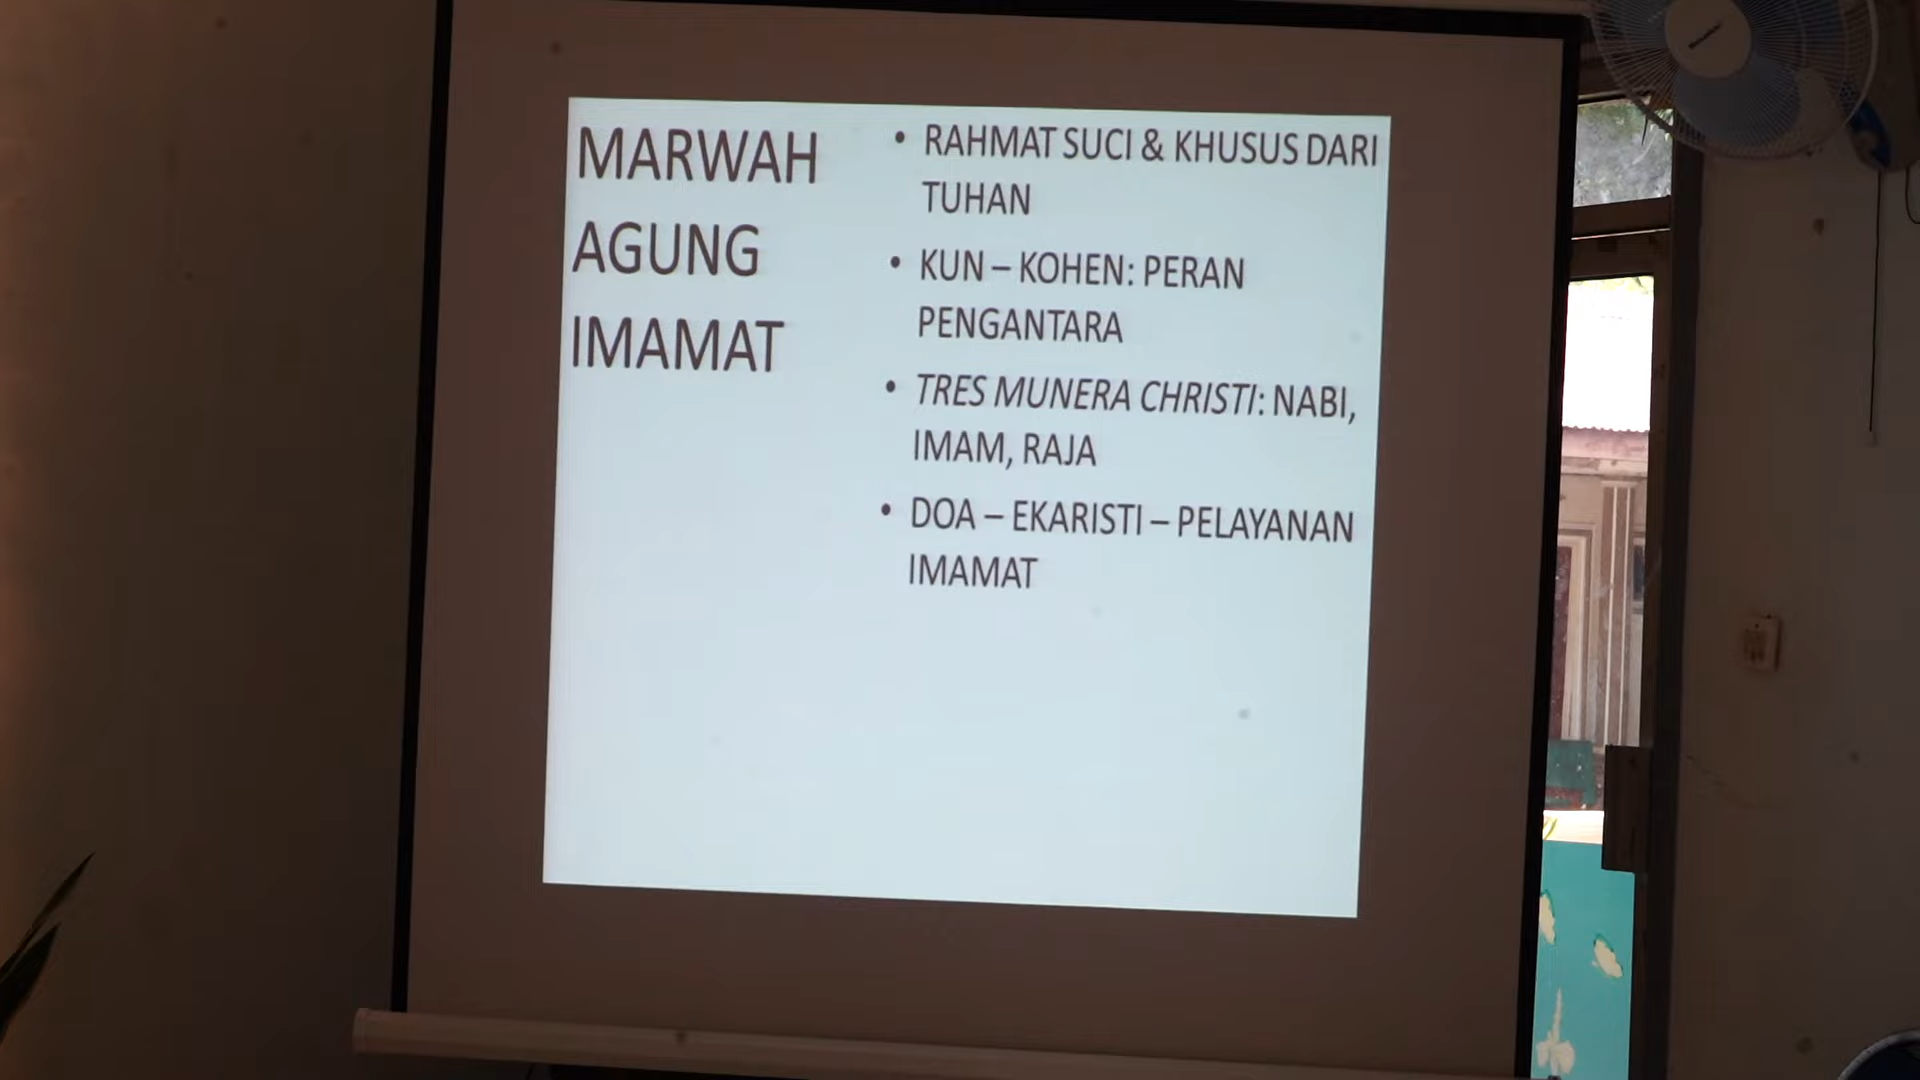 MARWAH
AGUNG
IMAMAT
• RAHMAT SUCI & KHUSUS DARI
TUHAN
• KUN – KOHEN: PERAN
PENGANTARA
• TRES MUNERA CHRISTI: NABI,
IMAM, RAJA
• DOA – EKARISTI – PELAYANAN
IMAMAT